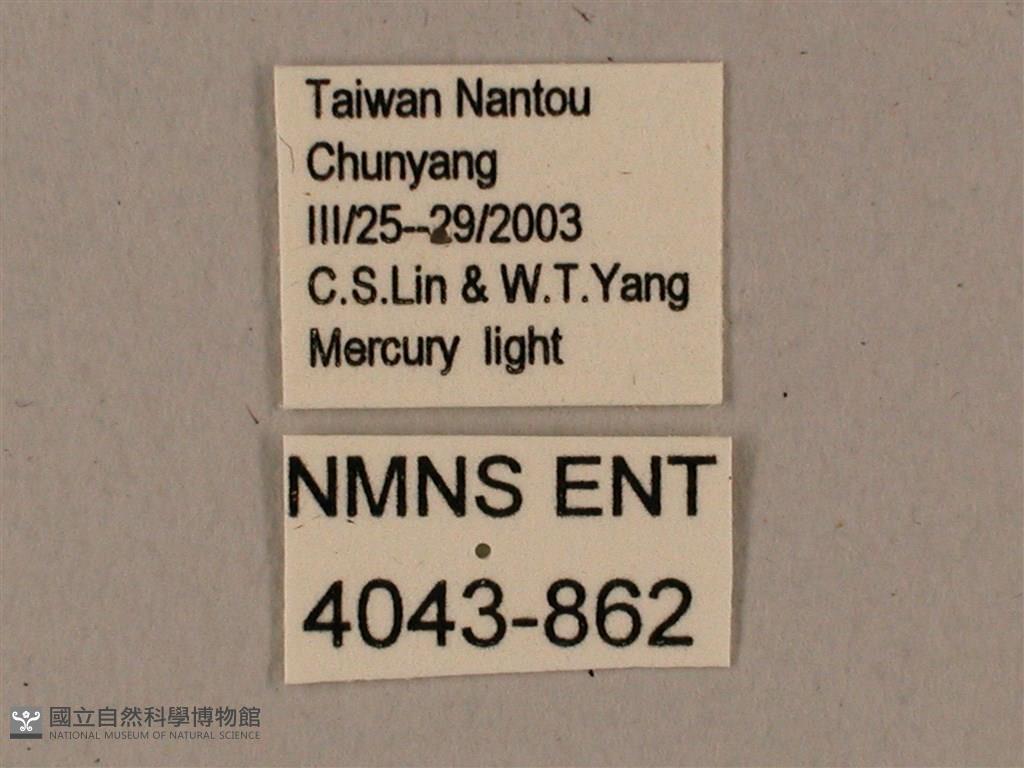 Taiwan Nantou
Chunyang
III/25--29/2003
C.S.Lin & W.T.Yang
Mercury light
NMNS ENT
4043-862
國立自然科學博物館
NATIONAL MUSEUM OF NATURAL SCIENCE